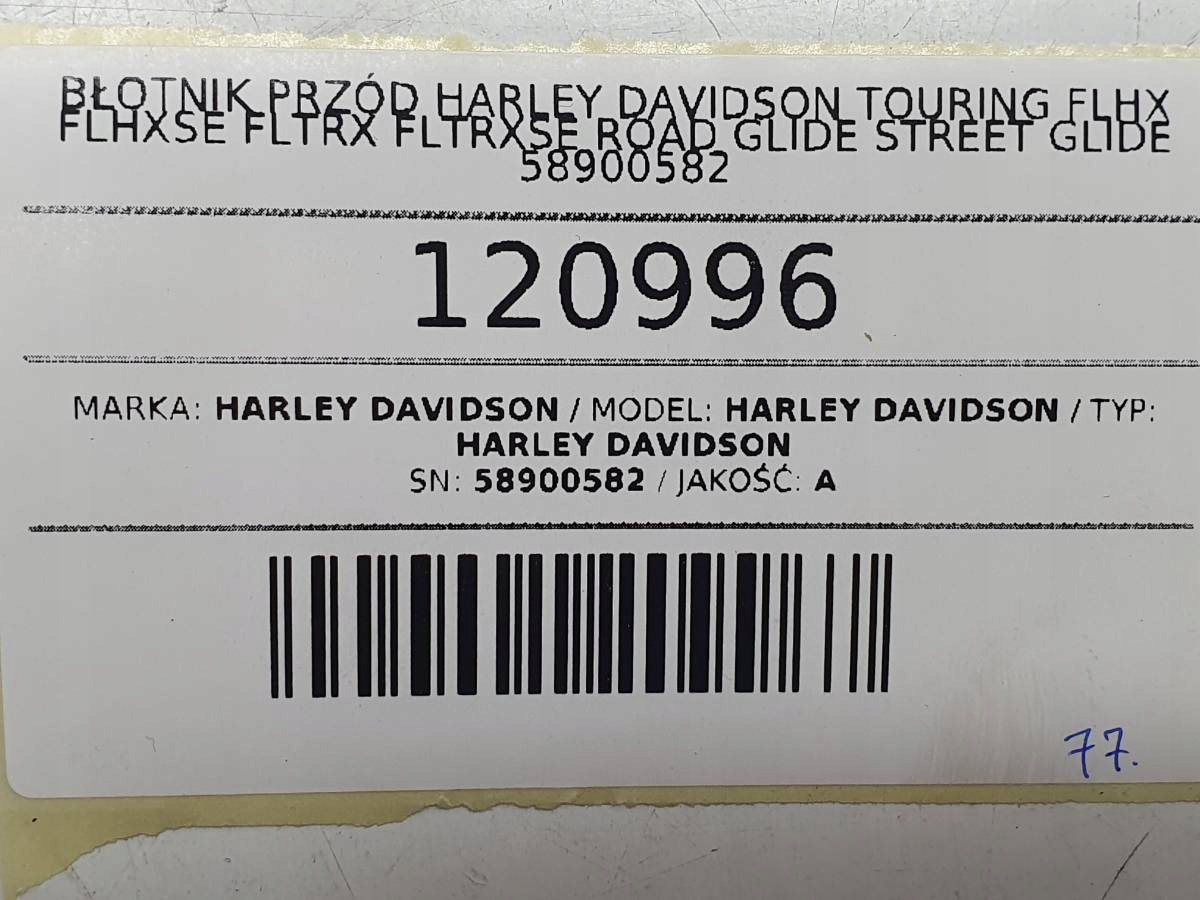 BŁOTNIK PRZÓD HARLEY DAVIDSON TOURING FLHX
FLHXSE FLTRX FLTRXSE ROAD GLIDE STREET GLIDE
58900582
120996
MARKA: HARLEY DAVIDSON / MODEL: HARLEY DAVIDSON / TYP:
HARLEY DAVIDSON
SN: 58900582 / JAKOŚĆ: A
77.